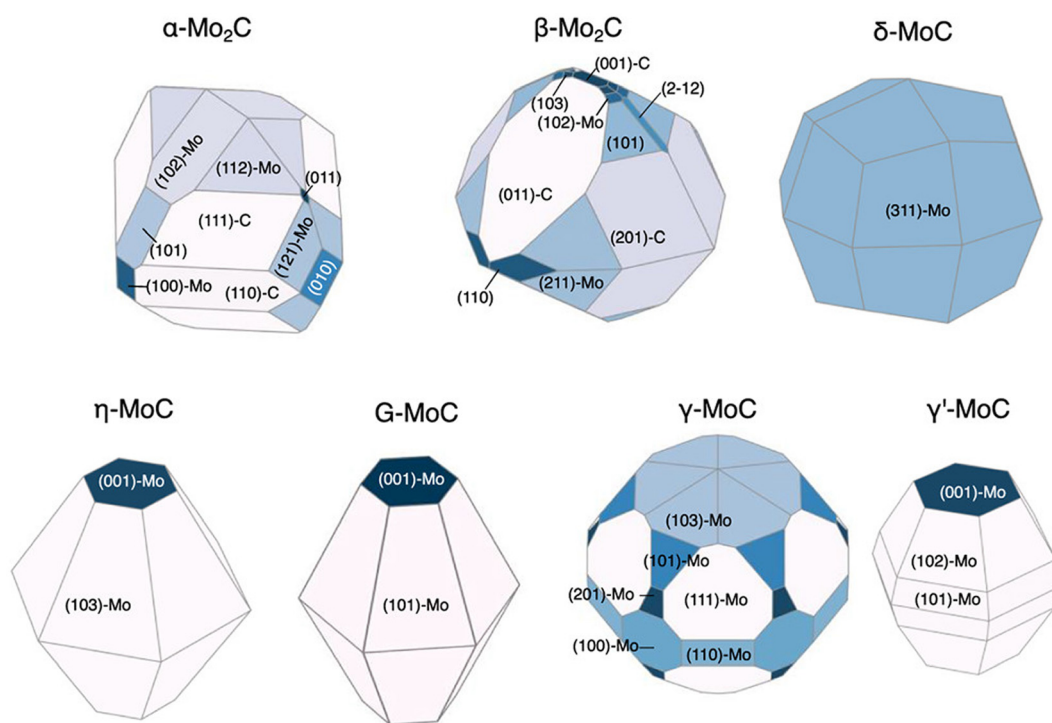 α-Mo₂C
(102)-Mo
(112)-Mo
(011)
(111)-C
(101)
(121)-Mo
(010)
(100)-Mo
(110)-C
β-Mo₂C
(001)-C
(103)
(2-12)
(102)-Mo
(101)
(011)-C
(201)-C
(110)
(211)-Mo
δ-MoC
(311)-Mo
η-MoC
(001)-Mo
(103)-Mo
G-MoC
(001)-Mo
(101)-Mo
γ-MoC
(103)-Mo
(101)-Mo
(201)-Mo
(111)-Mo
(100)-Mo
(110)-Mo
γ'-MoC
(001)-Mo
(102)-Mo
(101)-Mo